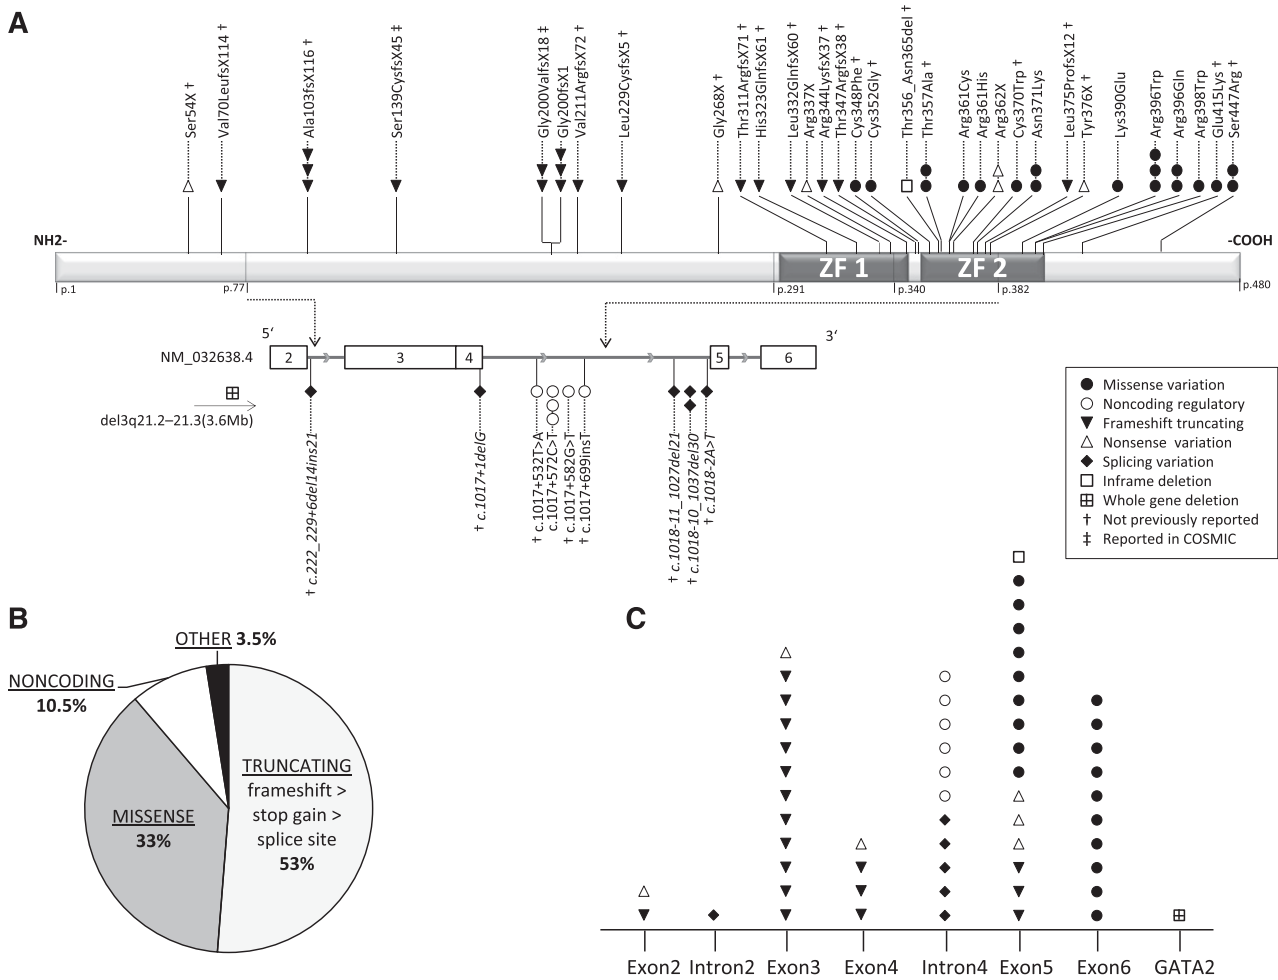 A
Ser54X †
Val70LeufsX114 †
Ala103fsX116 †
Ser139CysfsX45 ‡
Gly200ValfsX18 ‡
Gly200fsX1
Val211ArgfsX72 †
Leu229CysfsX5 †
Gly268X †
Thr311ArgfsX71 †
His323GlnfsX61 †
Leu332GlnfsX60 †
Arg337X
Arg344LysfsX37 †
Thr347ArgfsX38 †
Cys348Phe †
Cys352Gly †
Thr356_Asn365del †
Thr357Ala †
Arg361Cys
Arg361His
Arg362X
Cys370Trp †
Asn371Lys
Leu375ProfsX12 †
Tyr376X †
Lys390Glu
Arg396Trp
Arg396Gln
Arg398Trp
Glu415Lys †
Ser447Arg †
NH2-
-COOH
ZF 1
ZF 2
p.1
p.77
p.291
p.340
p.382
p.480
5‘
3‘
NM_032638.4
2
3
4
5
6
del3q21.2–21.3(3.6Mb)
† c.222_229+6del14ins21
† c.1017+1delG
† c.1017+532T>A
c.1017+572C>T
† c.1017+582G>T
† c.1017+699insT
† c.1018-11_1027del21
† c.1018-10_1037del30
† c.1018-2A>T
Missense variation
Noncoding regulatory
Frameshift truncating
Nonsense variation
Splicing variation
Inframe deletion
Whole gene deletion
† Not previously reported
‡ Reported in COSMIC
B
OTHER 3.5%
NONCODING
10.5%
MISSENSE
33%
TRUNCATING
frameshift >
stop gain >
splice site
53%
C
Exon2
Intron2
Exon3
Exon4
Intron4
Exon5
Exon6
GATA2